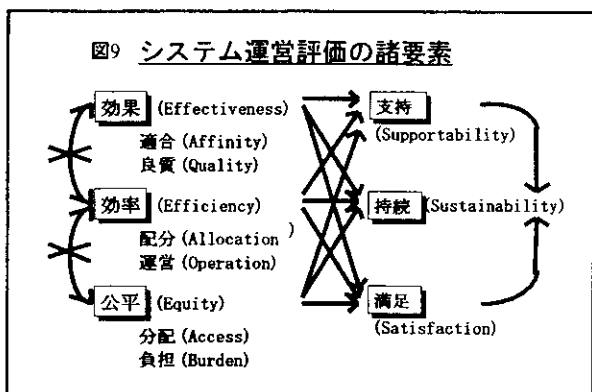 図9 システム運営評価の諸要素
効果 (Effectiveness)
適合 (Affinity)
良質 (Quality)
効率 (Efficiency)
配分 (Allocation )
運営 (Operation)
公平 (Equity)
分配 (Access)
負担 (Burden)
支持
(Supportability)
持続 (Sustainability)
満足
(Satisfaction)